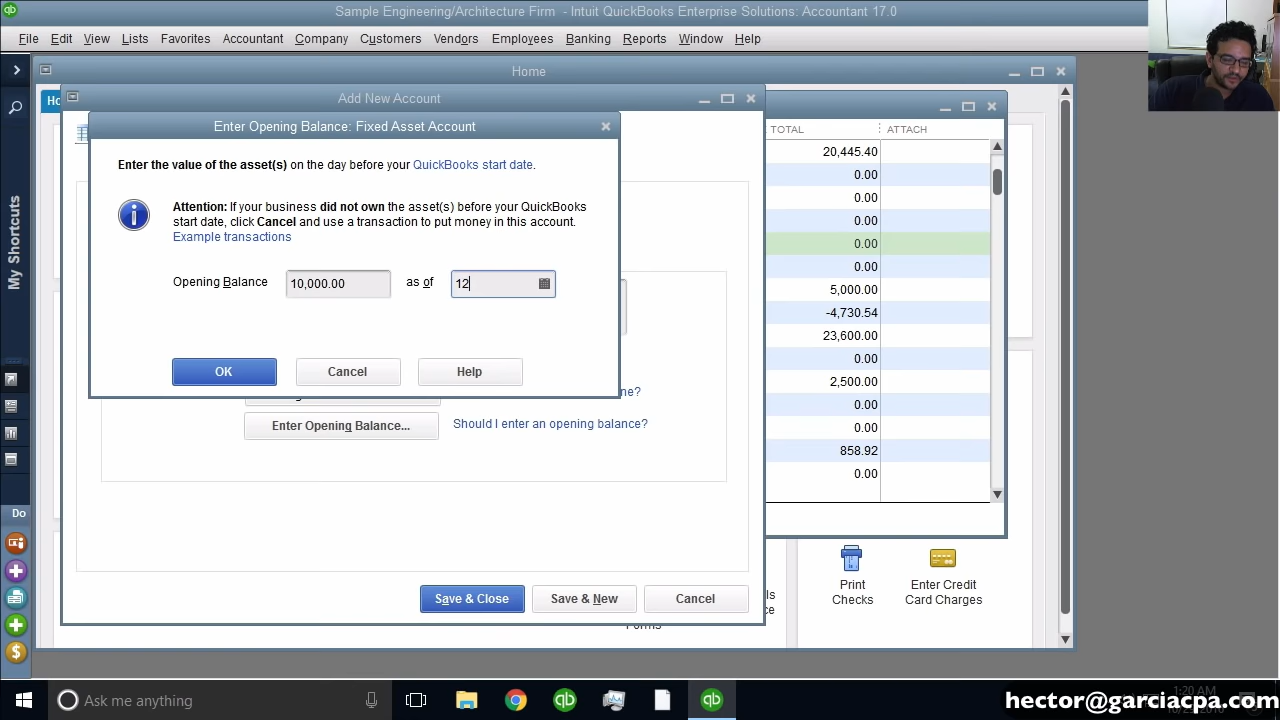 Sample Engineering/Architecture Firm - Intuit QuickBooks Enterprise Solutions: Accountant 17.0
File Edit View Lists Favorites Accountant Company Customers Vendors Employees Banking Reports Window Help
Home
Add New Account
Enter Opening Balance: Fixed Asset Account
TOTAL ATTACH
Enter the value of the asset(s) on the day before your QuickBooks start date.
Attention: If your business did not own the asset(s) before your QuickBooks
start date, click Cancel and use a transaction to put money in this account.
Example transactions
Opening Balance 10,000.00 as of 12
OK Cancel Help
Enter Opening Balance... Should I enter an opening balance?
Save & Close Save & New Cancel
20,445.40
0.00
0.00
0.00
0.00
0.00
5,000.00
-4,730.54
23,600.00
0.00
2,500.00
0.00
0.00
858.92
0.00
Print
Checks
Enter Credit
Card Charges
My Shortcuts
Do
Ask me anything
hector@garciacpa.com